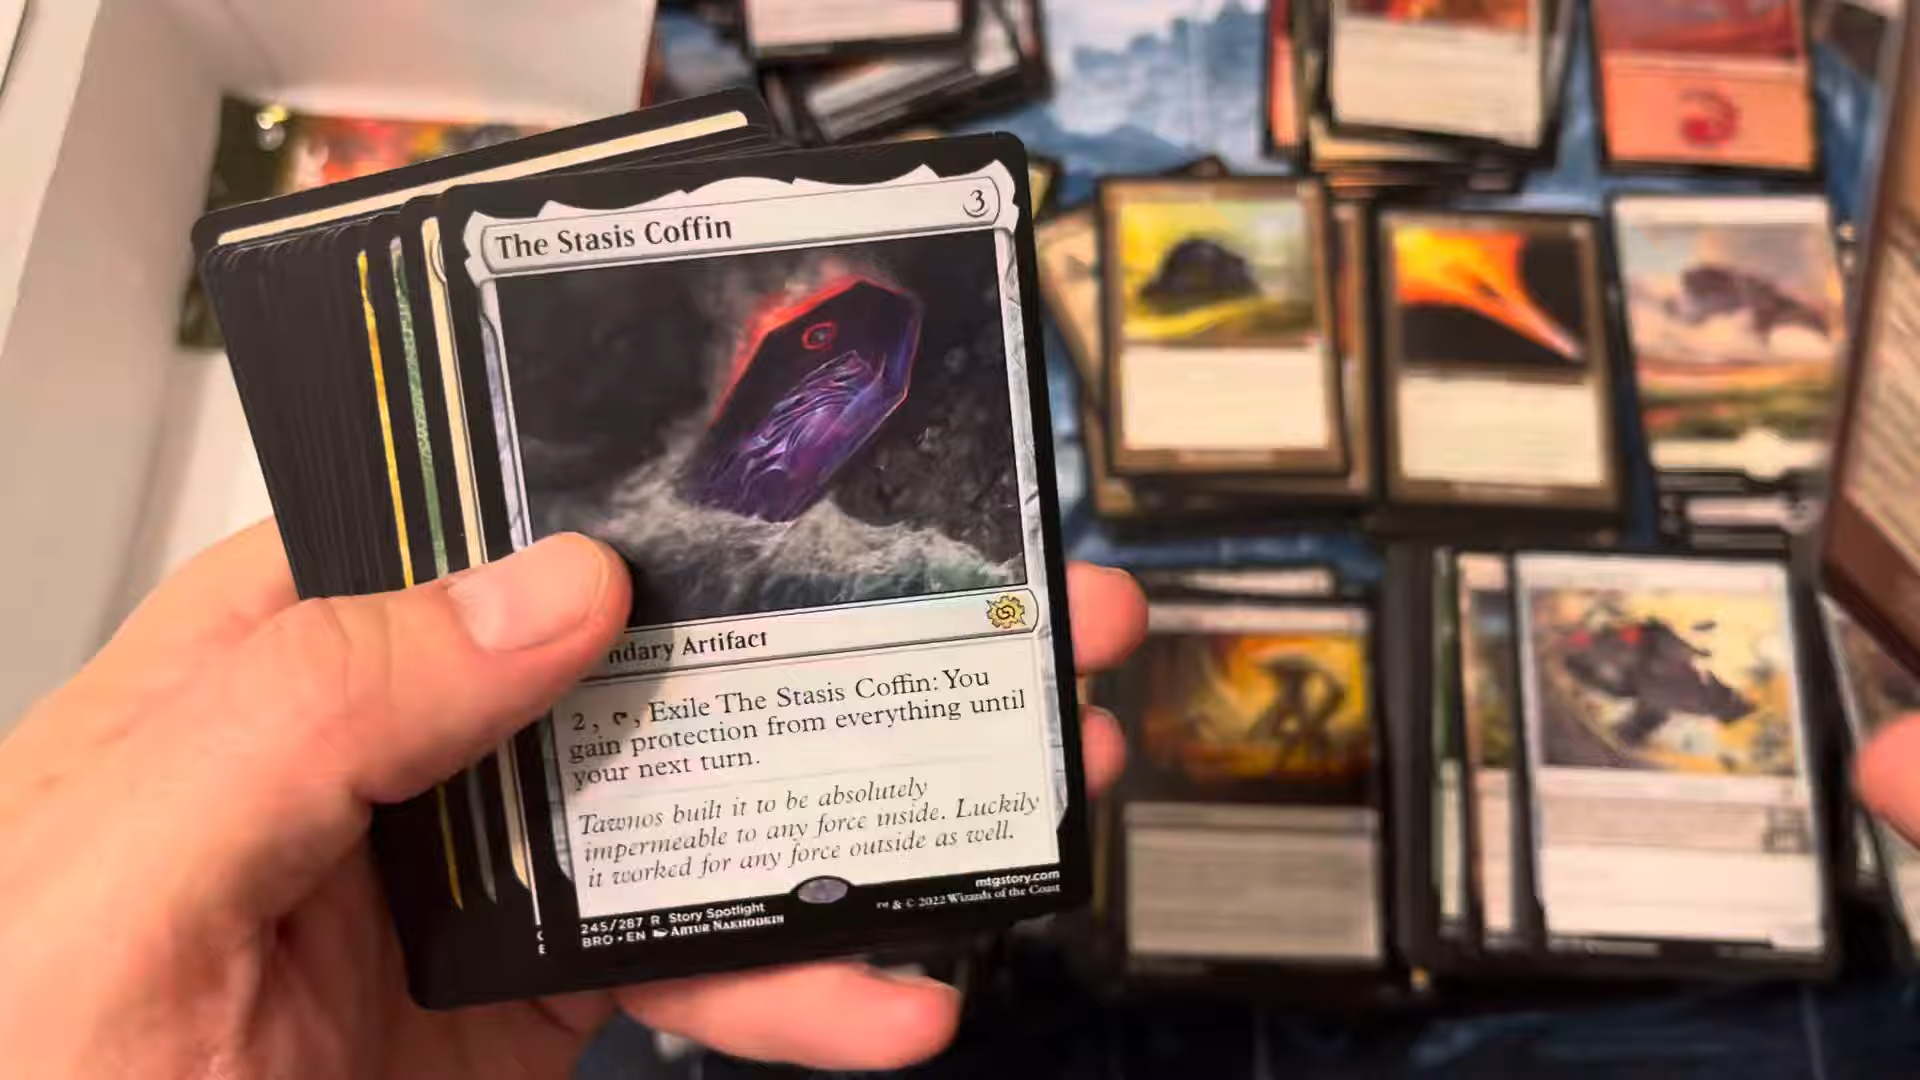 The Stasis Coffin 3
ndary Artifact
2, T, Exile The Stasis Coffin: You
gain protection from everything until
your next turn.
Tawnos built it to be absolutely
impermeable to any force inside. Luckily
it worked for any force outside as well.
245/287 R Story Spotlight
BRO • EN Artur Nakhodkin
mtgstory.com
™ & © 2022 Wizards of the Coast